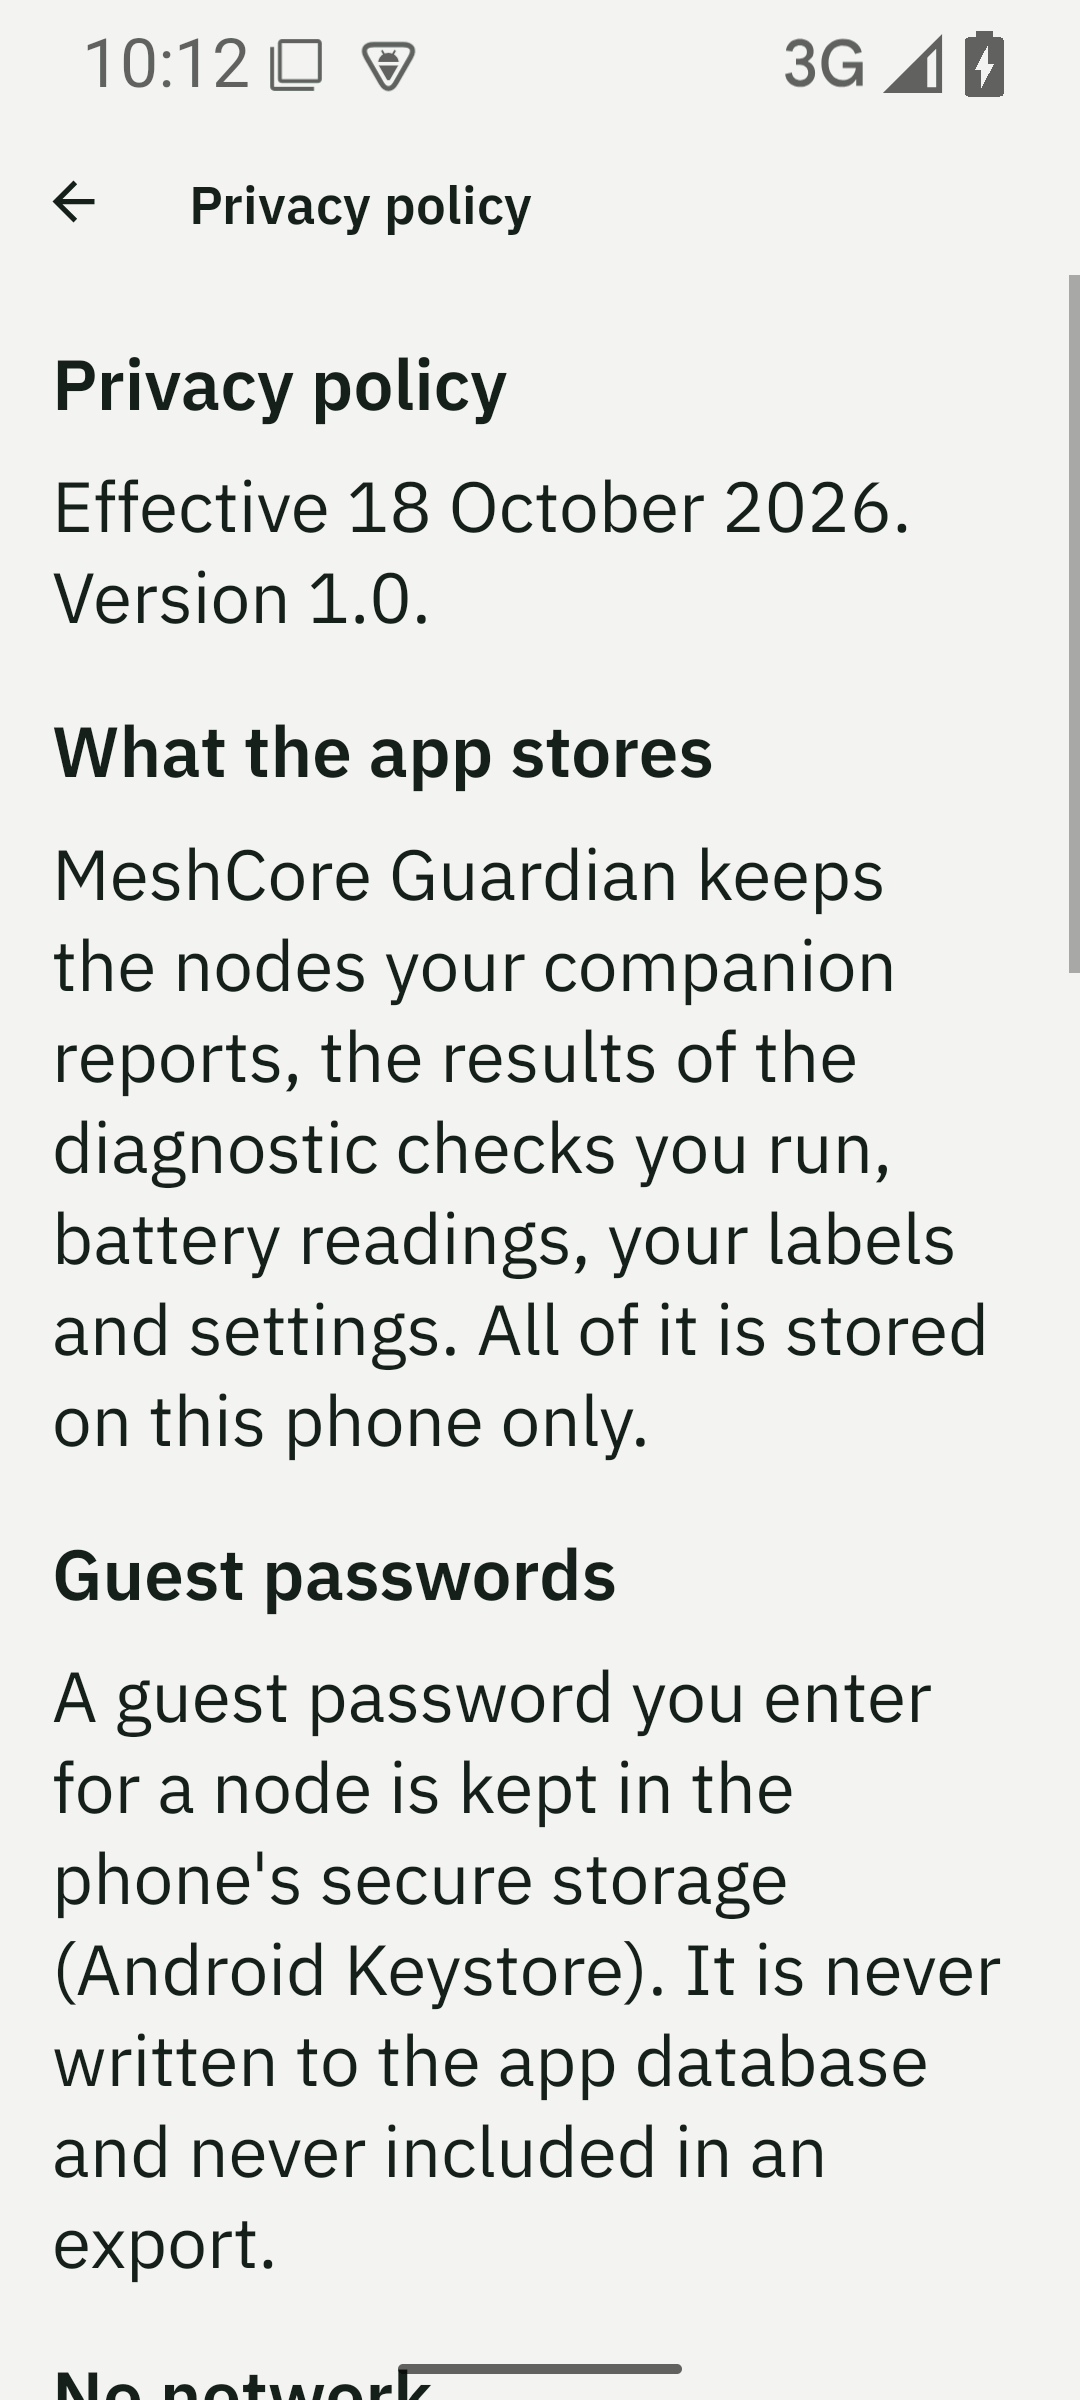 10:12
3G
Privacy policy
Privacy policy
Effective 18 October 2026.
Version 1.0.
What the app stores
MeshCore Guardian keeps
the nodes your companion
reports, the results of the
diagnostic checks you run,
battery readings, your labels
and settings. All of it is stored
on this phone only.
Guest passwords
A guest password you enter
for a node is kept in the
phone's secure storage
(Android Keystore). It is never
written to the app database
and never included in an
export.
No network